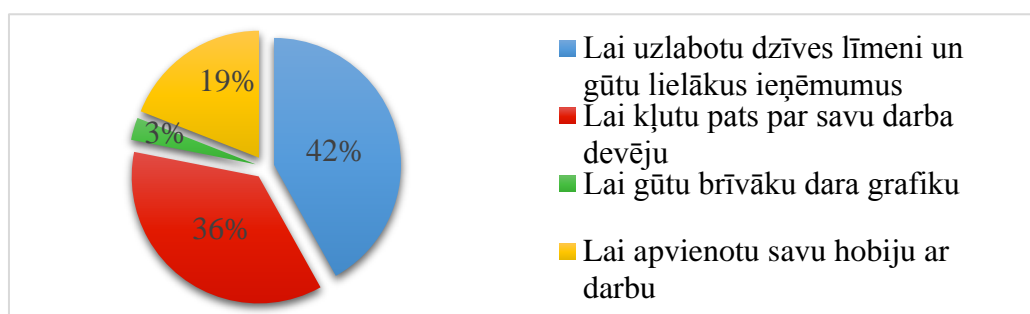 Lai uzlabotu dzīves līmeni un
gūtu lielākus ieņēmumus
Lai kļutu pats par savu darba
devēju
Lai gūtu brīvāku dara grafiku
Lai apvienotu savu hobiju ar
darbu
19%
3%
42%
36%